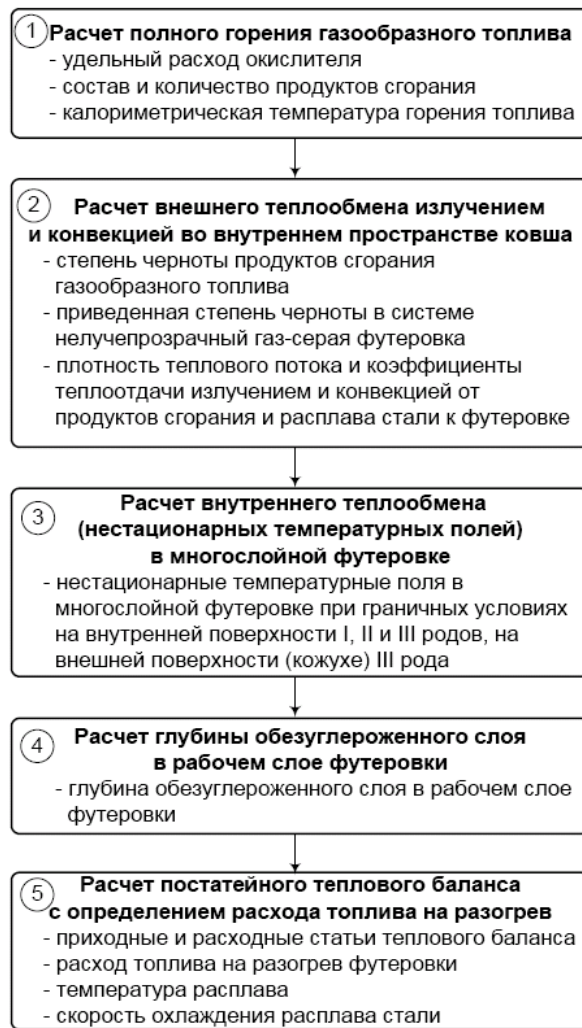 1 Расчет полного горения газообразного топлива
- удельный расход окислителя
- состав и количество продуктов сгорания
- калориметрическая температура горения топлива
2 Расчет внешнего теплообмена излучением
и конвекцией во внутреннем пространстве ковша
- степень черноты продуктов сгорания
газообразного топлива
- приведенная степень черноты в системе
нелучепрозрачный газ-серая футеровка
- плотность теплового потока и коэффициенты
теплоотдачи излучением и конвекцией от
продуктов сгорания и расплава стали к футеровке
3 Расчет внутреннего теплообмена
(нестационарных температурных полей)
в многослойной футеровке
- нестационарные температурные поля в
многослойной футеровке при граничных условиях
на внутренней поверхности I, II и III родов, на
внешней поверхности (кожухе) III рода
4 Расчет глубины обезуглероженного слоя
в рабочем слое футеровки
- глубина обезуглероженного слоя в рабочем слое
футеровки
5 Расчет постатейного теплового баланса
с определением расхода топлива на разогрев
- приходные и расходные статьи теплового баланса
- расход топлива на разогрев футеровки
- температура расплава
- скорость охлаждения расплава стали